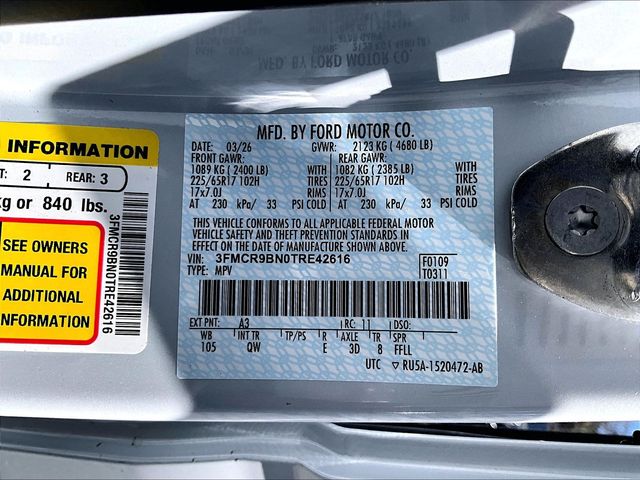 INFORMATION
2 REAR: 3
kg or 840 lbs.
SEE OWNERS
MANUAL FOR
ADDITIONAL
INFORMATION
3FMCR9BN0TRE42616
MFD. BY FORD MOTOR CO.
DATE: 03/26 GVWR: 2123 KG ( 4680 LB)
FRONT GAWR: REAR GAWR:
1089 KG ( 2400 LB) WITH 1082 KG ( 2385 LB) WITH
225/65R17 102H TIRES 225/65R17 102H TIRES
17x7.0J RIMS 17x7.0J RIMS
AT 230 kPa/ 33 PSI COLD AT 230 kPa/ 33 PSI COLD
THIS VEHICLE CONFORMS TO ALL APPLICABLE FEDERAL MOTOR
VEHICLE SAFETY AND THEFT PREVENTION STANDARDS IN
EFFECT ON THE DATE OF MANUFACTURE SHOWN ABOVE.
VIN: 3FMCR9BN0TRE42616 F0109
TYPE: MPV T0311
EXT PNT: A3 RC: 11 DSO:
WB INT TR TP/PS R AXLE TR SPR
105 QW E 3D 8 FFLL
UTC ▽ RU5A-1520472-AB